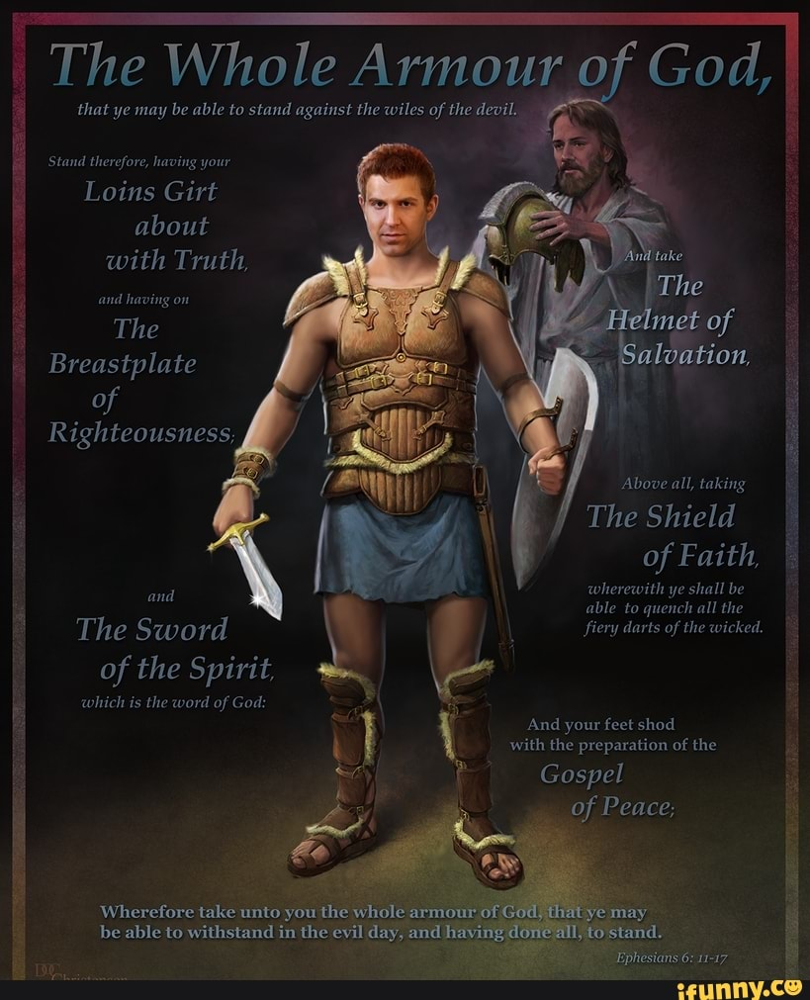 The Whole Armour of God,
that ye may be able to stand against the wiles of the devil.
Stand therefore, having your
Loins Girt
about
with Truth,
and having on
The
Breastplate
of
Righteousness;
And take
The
Helmet of
Salvation,
Above all, taking
The Shield
of Faith,
wherewith ye shall be
able to quench all the
fiery darts of the wicked.
and
The Sword
of the Spirit,
which is the word of God:
And your feet shod
with the preparation of the
Gospel
of Peace;
Wherefore take unto you the whole armour of God, that ye may
be able to withstand in the evil day, and having done all, to stand.
Ephesians 6: 11-17
ifunny.co